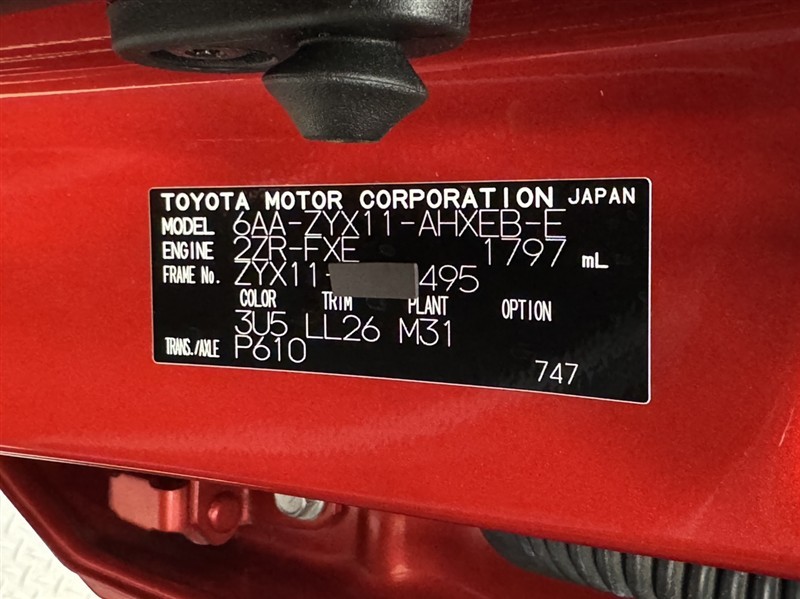 TOYOTA MOTOR CORPORATION JAPAN
MODEL 6AA-ZYX11-AHXEB-E
ENGINE 2ZR-FXE 1797 mL
FRAME No. ZYX11- 495
COLOR TRIM PLANT OPTION
3U5 LL26 M31
TRANS./AXLE P610
747